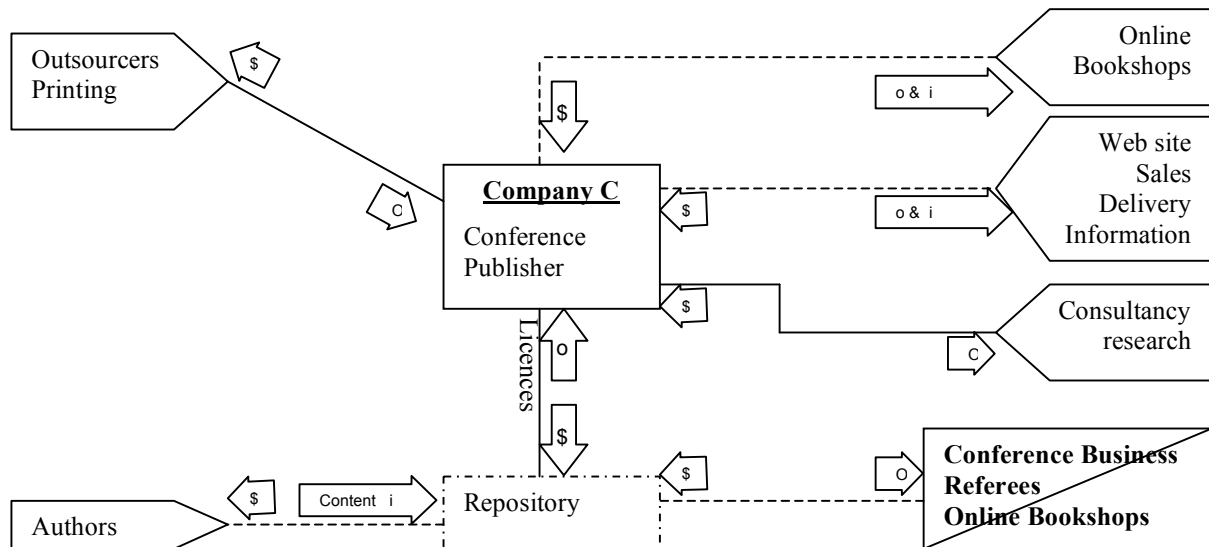 Outsourcers
Printing
$
O
$
Company C
Conference
Publisher
Online
Bookshops
o & i
Web site
Sales
Delivery
Information
$
o & i
$
Consultancy
research
O
Licences
o
$
Repository
$
O
Conference Business
Referees
Online Bookshops
Authors
$
Content i